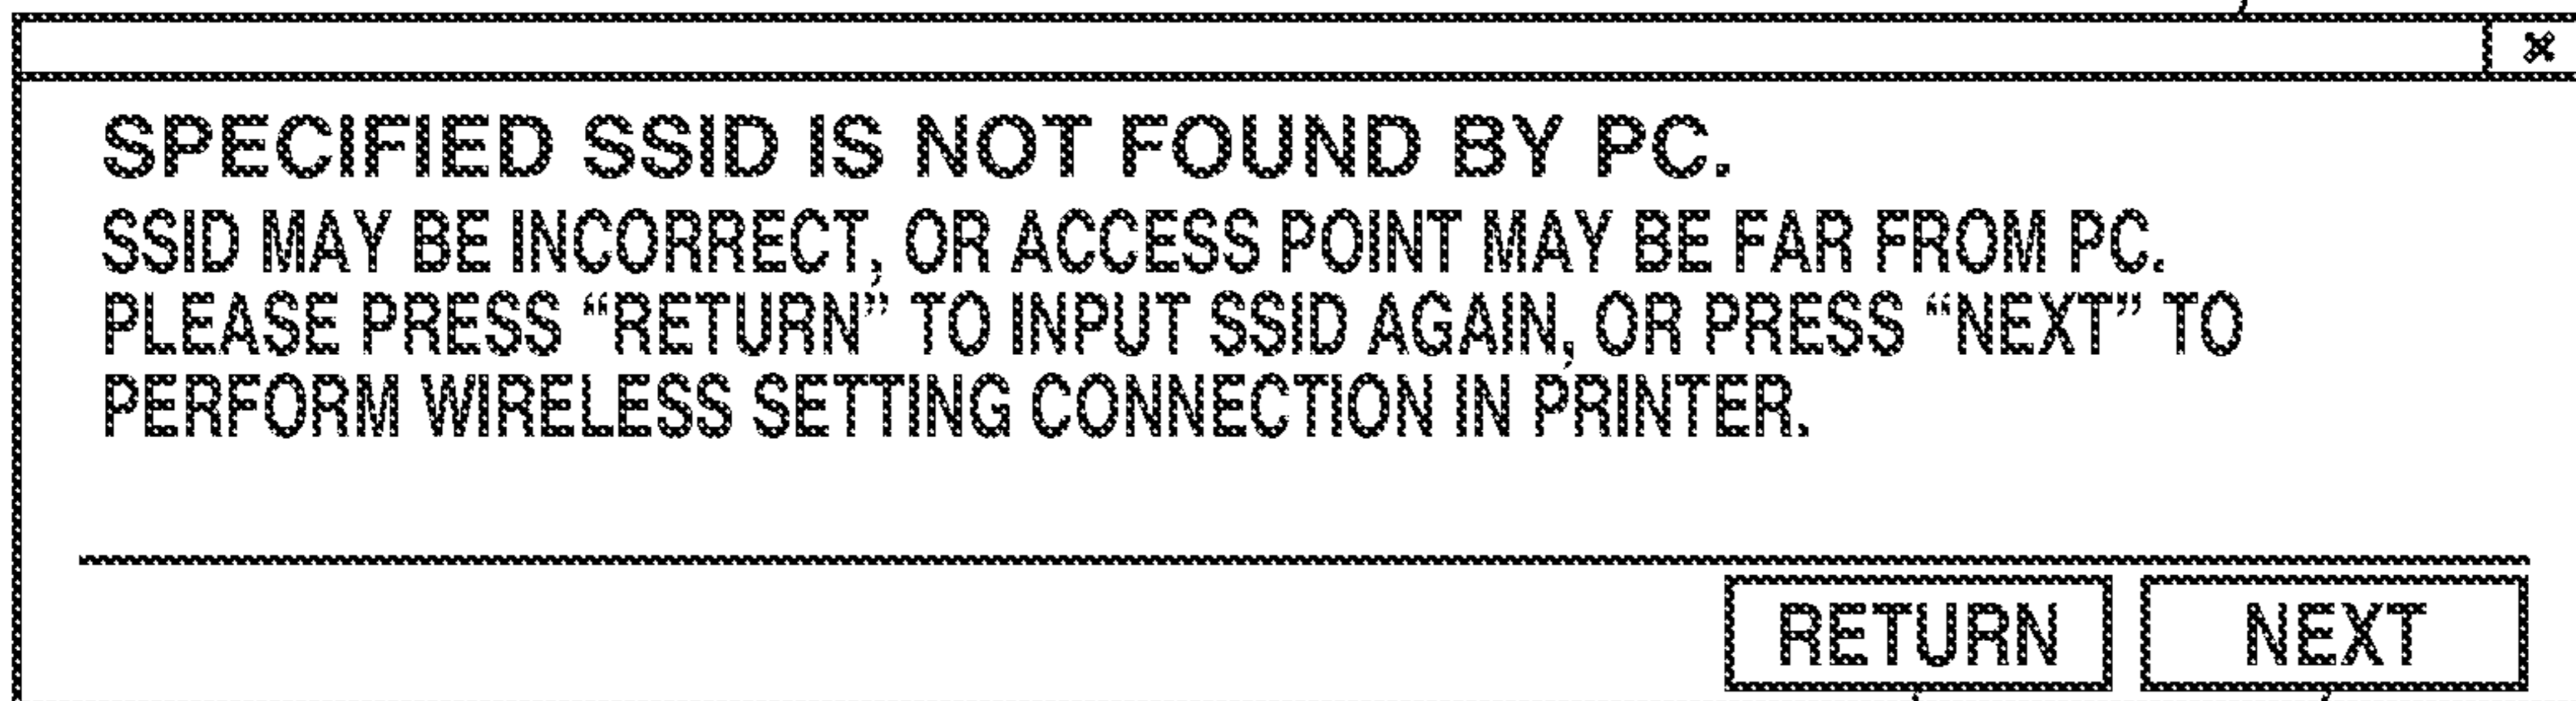 SPECIFIED SSID IS NOT FOUND BY PC.
SSID MAY BE INCORRECT, OR ACCESS POINT MAY BE FAR FROM PC.
PLEASE PRESS “RETURN” TO INPUT SSID AGAIN, OR PRESS “NEXT” TO
PERFORM WIRELESS SETTING CONNECTION IN PRINTER.
RETURN NEXT